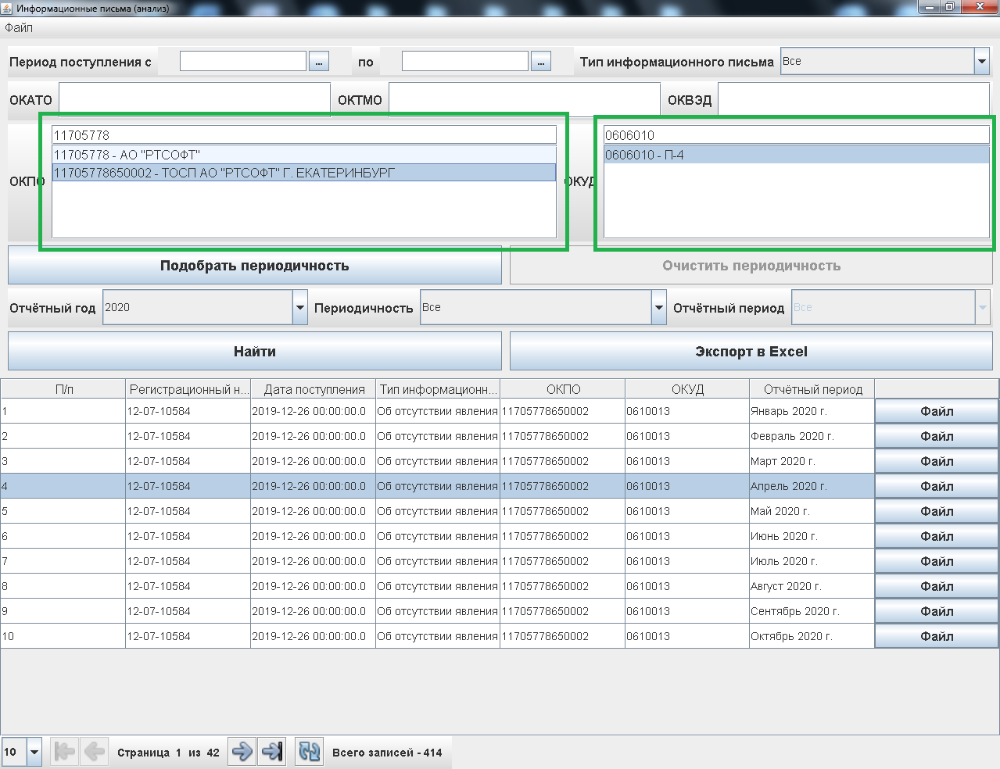 Информационные письма (анализ)
Файл
Период поступления с ... по ... Тип информационного письма Все
ОКАТО ОКТМО ОКВЭД
ОКПО 11705778
11705778 - АО "РТСОФТ"
11705778650002 - ТОСП АО "РТСОФТ" Г. ЕКАТЕРИНБУРГ
ОКУД 0606010
0606010 - П-4
Подобрать периодичность Очистить периодичность
Отчётный год 2020 Периодичность Все Отчётный период Все
Найти Экспорт в Excel
П/п Регистрационный н... Дата поступления Тип информационн... ОКПО ОКУД Отчётный период
1 12-07-10584 2019-12-26 00:00:00.0 Об отсутствии явления 11705778650002 0610013 Январь 2020 г. Файл
2 12-07-10584 2019-12-26 00:00:00.0 Об отсутствии явления 11705778650002 0610013 Февраль 2020 г. Файл
3 12-07-10584 2019-12-26 00:00:00.0 Об отсутствии явления 11705778650002 0610013 Март 2020 г. Файл
4 12-07-10584 2019-12-26 00:00:00.0 Об отсутствии явления 11705778650002 0610013 Апрель 2020 г. Файл
5 12-07-10584 2019-12-26 00:00:00.0 Об отсутствии явления 11705778650002 0610013 Май 2020 г. Файл
6 12-07-10584 2019-12-26 00:00:00.0 Об отсутствии явления 11705778650002 0610013 Июнь 2020 г. Файл
7 12-07-10584 2019-12-26 00:00:00.0 Об отсутствии явления 11705778650002 0610013 Июль 2020 г. Файл
8 12-07-10584 2019-12-26 00:00:00.0 Об отсутствии явления 11705778650002 0610013 Август 2020 г. Файл
9 12-07-10584 2019-12-26 00:00:00.0 Об отсутствии явления 11705778650002 0610013 Сентябрь 2020 г. Файл
10 12-07-10584 2019-12-26 00:00:00.0 Об отсутствии явления 11705778650002 0610013 Октябрь 2020 г. Файл
10 Страница 1 из 42 Всего записей - 414